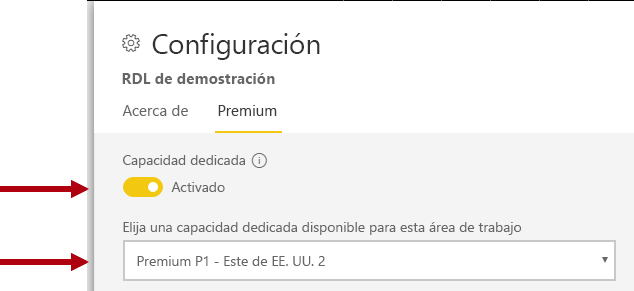 Configuración
RDL de demostración
Acerca de Premium
Capacidad dedicada
Activado
Elija una capacidad dedicada disponible para esta área de trabajo
Premium P1 - Este de EE. UU. 2